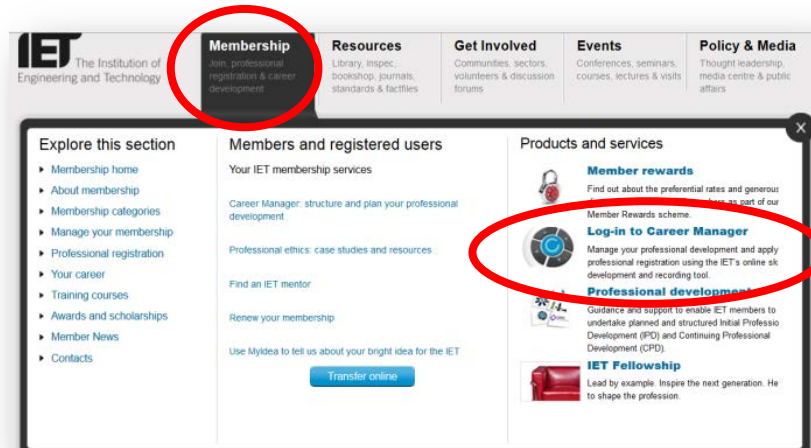 IET The Institution of
Engineering and Technology
Membership
Join, professional
registration & career
development
Resources
Library, Inspec,
bookshop, journals,
standards & factfiles
Get Involved
Communities, sectors,
volunteers & discussion
forums
Events
Conferences, seminars,
courses, lectures & visits
Policy & Media
Thought leadership,
media centre & public
affairs
X
Explore this section
Membership home
About membership
Membership categories
Manage your membership
Professional registration
Your career
Training courses
Awards and scholarships
Member News
Contacts
Members and registered users
Your IET membership services
Career Manager: structure and plan your professional
development
Professional ethics: case studies and resources
Find an IET mentor
Renew your membership
Use MyIdea to tell us about your bright idea for the IET
Transfer online
Products and services
Member rewards
Find out about the preferential rates and generous
as part of our
Member Rewards scheme.
Log-in to Career Manager
Manage your professional development and apply
professional registration using the IET's online sk
development and recording tool.
Professional development
Guidance and support to enable IET members to
undertake planned and structured Initial Professio
Development (IPD) and Continuing Professional
Development (CPD).
IET Fellowship
Lead by example. Inspire the next generation. He
to shape the profession.